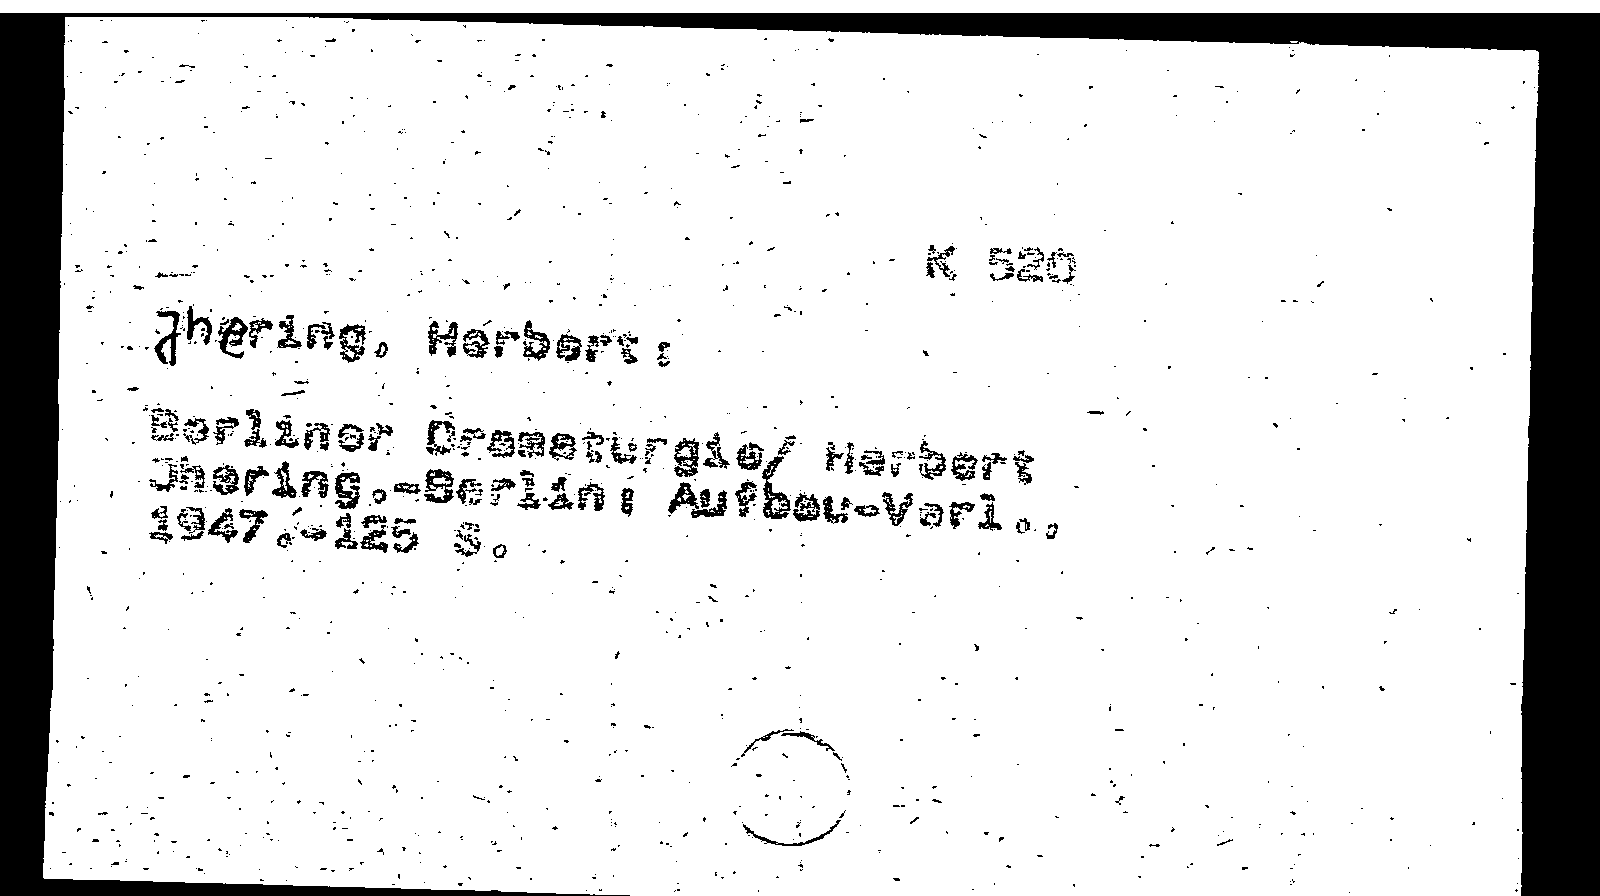 K 520
Jhering, Herbert:
Berliner Dramaturgie/ Herbert
Jhering.-Berlin: Aufbau-Verl.,
1947.-125 S.